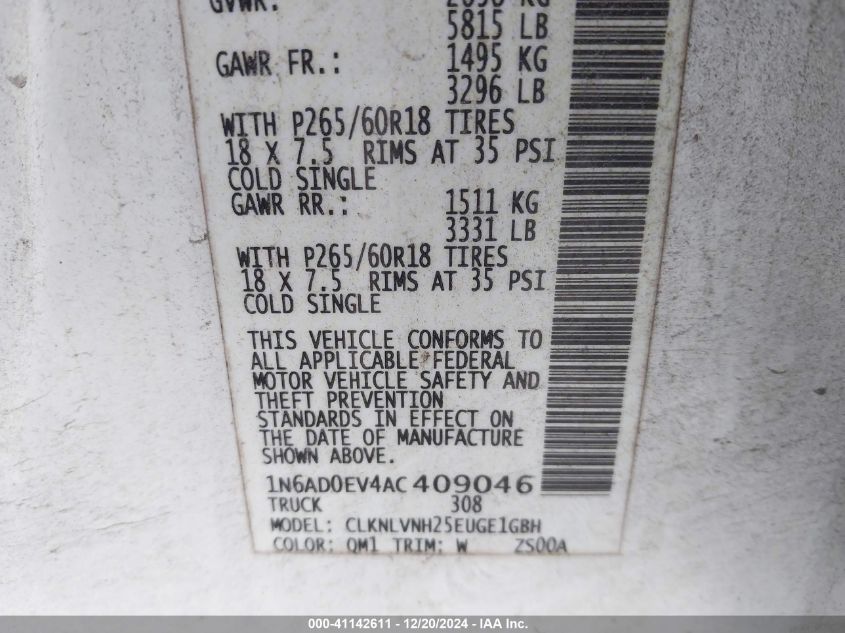 GVWR:
5815 LB
GAWR FR.: 1495 KG
3296 LB
WITH P265/60R18 TIRES
18 X 7.5 RIMS AT 35 PSI
COLD SINGLE
GAWR RR.: 1511 KG
3331 LB
WITH P265/60R18 TIRES
18 X 7.5 RIMS AT 35 PSI
COLD SINGLE
THIS VEHICLE CONFORMS TO
ALL APPLICABLE FEDERAL
MOTOR VEHICLE SAFETY AND
THEFT PREVENTION
STANDARDS IN EFFECT ON
THE DATE OF MANUFACTURE
SHOWN ABOVE.
1N6AD0EV4AC 409046
TRUCK 308
MODEL: CLKNLVNH25EUGE1GBH
COLOR: QM1 TRIM: W ZS00A
000-41142611 - 12/20/2024 - IAA Inc.